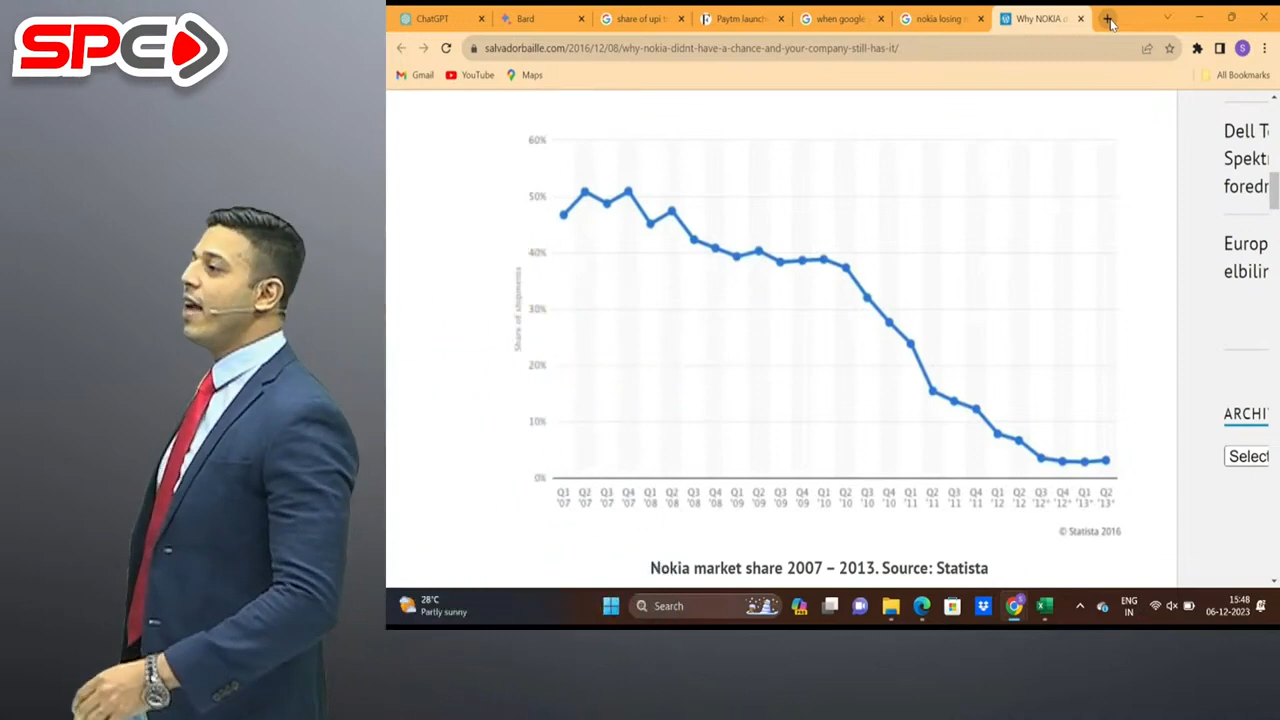 SPEC
ChatGPT
Bard
share of upi t
Paytm launch
when google
nokia losing
Why NOKIA
salvadorbaille.com/2016/12/08/why-nokia-didnt-have-a-chance-and-your-company-still-has-it/
S
Gmail
YouTube
Maps
All Bookmarks
60%
50%
40%
30%
20%
10%
0%
Share of shipments
Q1 '07
Q2 '07
Q3 '07
Q4 '07
Q1 '08
Q2 '08
Q3 '08
Q4 '08
Q1 '09
Q2 '09
Q3 '09
Q4 '09
Q1 '10
Q2 '10
Q3 '10
Q4 '10
Q1 '11
Q2 '11
Q3 '11
Q4 '11
Q1 '12
Q2 '12
Q3 '12*
Q4 '12*
Q1 '13*
Q2 '13*
© Statista 2016
Nokia market share 2007 – 2013. Source: Statista
Dell T
Spektr
foredr
Europ
elbilir
ARCHI
Select
28°C
Partly sunny
Search
ENG
IN
15:48
06-12-2023